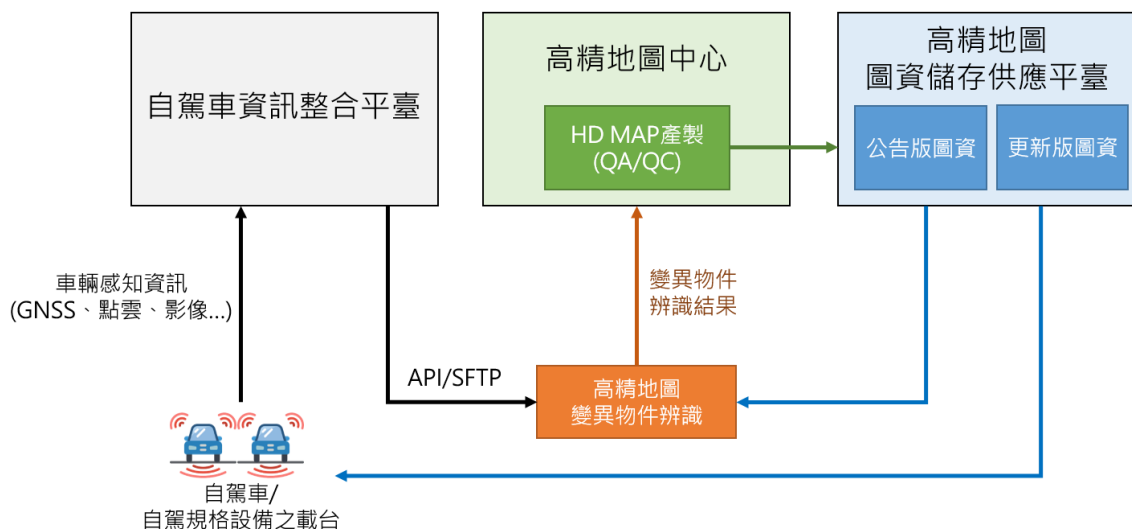 自駕車資訊整合平臺
高精地圖中心
HD MAP產製
(QA/QC)
高精地圖
圖資儲存供應平臺
公告版圖資
更新版圖資
車輛感知資訊
(GNSS、點雲、影像…)
變異物件
辨識結果
API/SFTP
高精地圖
變異物件辨識
自駕車/
自駕規格設備之載台